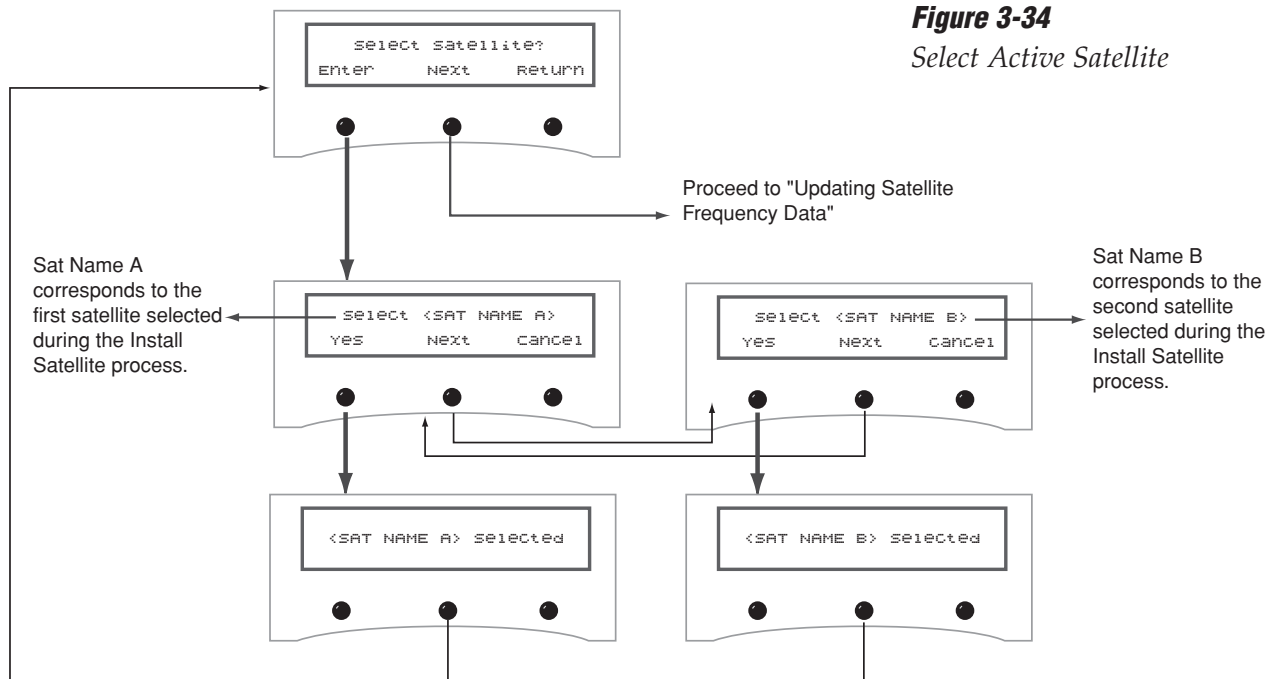 Figure 3-34
Select Active Satellite
Select Satellite?
Enter Next Return
Proceed to "Updating Satellite
Frequency Data"
Sat Name A
corresponds to the
first satellite selected
during the Install
Satellite process.
Select <SAT NAME A>
Yes Next Cancel
Select <SAT NAME B>
Yes Next Cancel
Sat Name B
corresponds to the
second satellite
selected during the
Install Satellite
process.
<SAT NAME A> Selected
<SAT NAME B> Selected